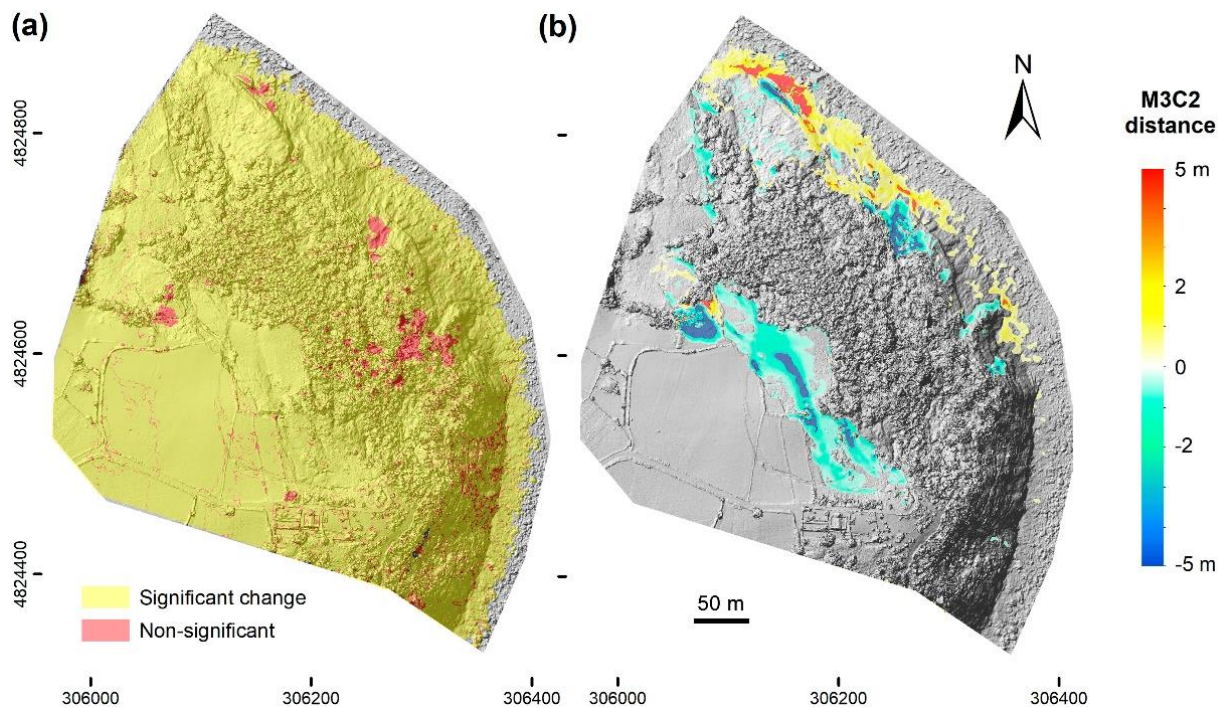 (a)
(b)
N
M3C2
distance
5 m
2
0
-2
-5 m
4824800
4824600
4824400
Significant change
Non-significant
50 m
306000
306200
306400
306000
306200
306400